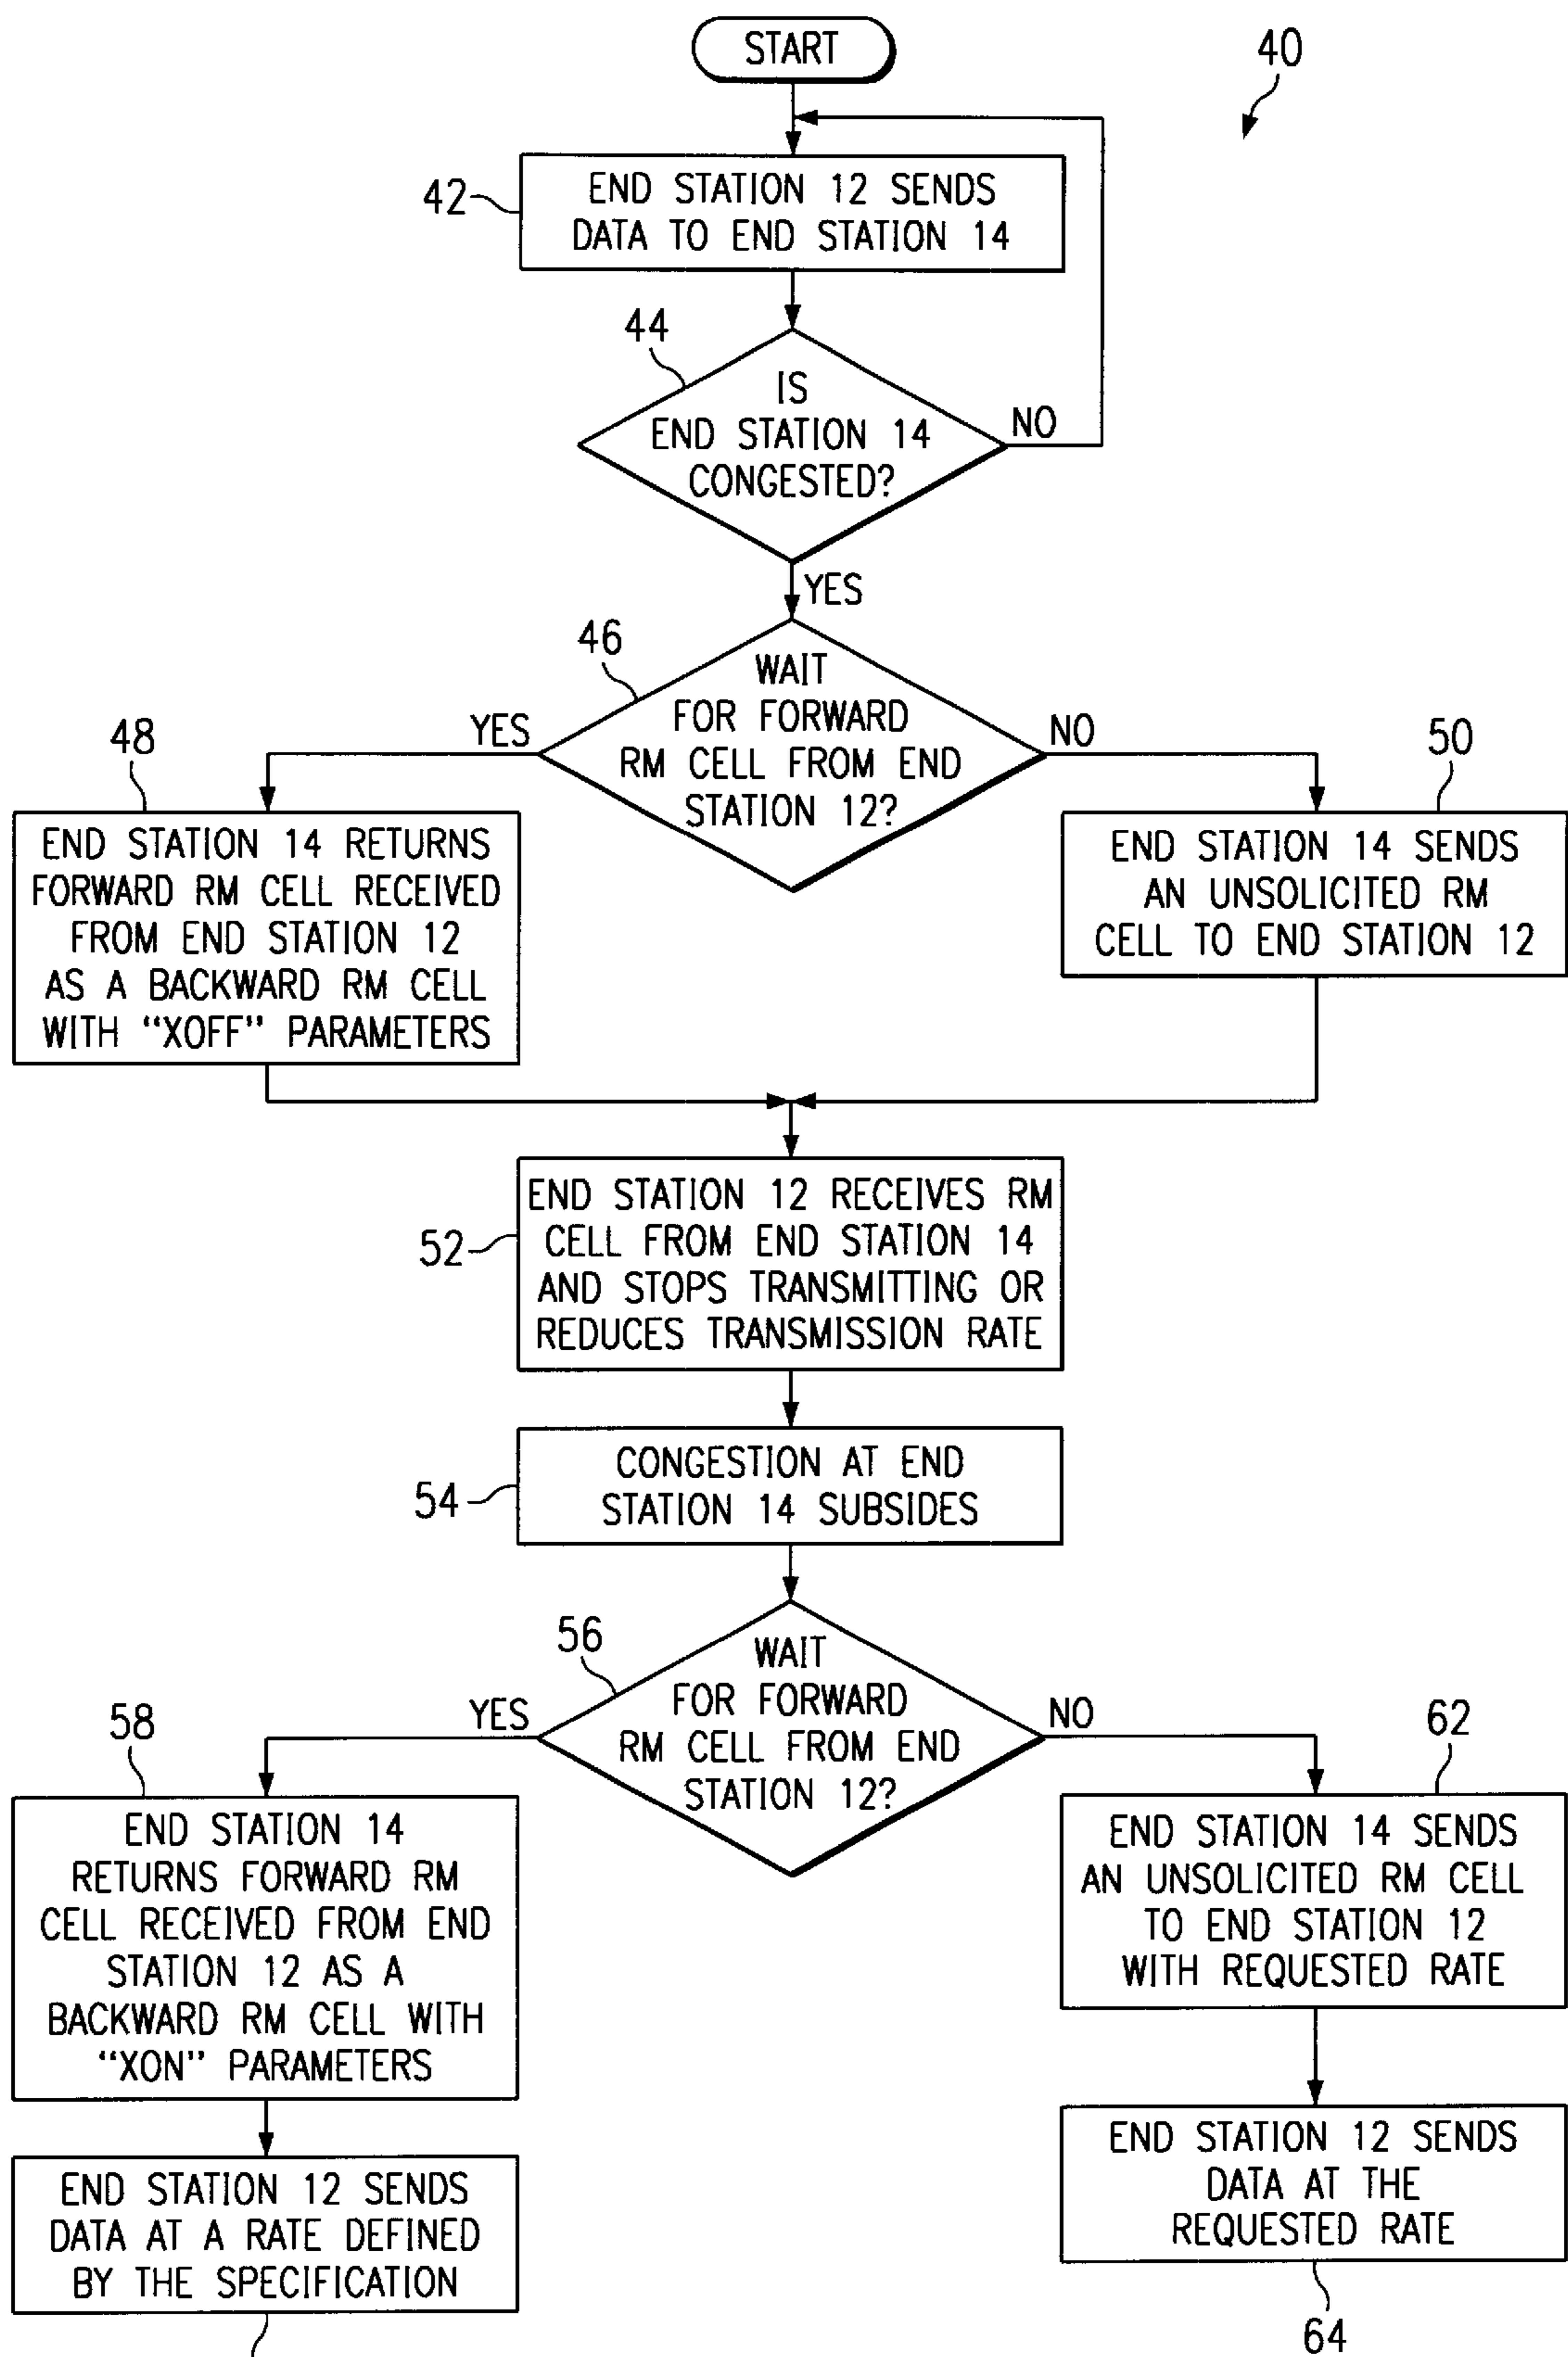 START
40
42
END STATION 12 SENDS
DATA TO END STATION 14
44
IS
END STATION 14
CONGESTED?
NO
YES
46
WAIT
FOR FORWARD
RM CELL FROM END
STATION 12?
YES
NO
48
END STATION 14 RETURNS
FORWARD RM CELL RECEIVED
FROM END STATION 12
AS A BACKWARD RM CELL
WITH “XOFF” PARAMETERS
50
END STATION 14 SENDS
AN UNSOLICITED RM
CELL TO END STATION 12
52
END STATION 12 RECEIVES RM
CELL FROM END STATION 14
AND STOPS TRANSMITTING OR
REDUCES TRANSMISSION RATE
54
CONGESTION AT END
STATION 14 SUBSIDES
56
WAIT
FOR FORWARD
RM CELL FROM END
STATION 12?
YES
NO
58
END STATION 14
RETURNS FORWARD RM
CELL RECEIVED FROM END
STATION 12 AS A
BACKWARD RM CELL WITH
“XON” PARAMETERS
62
END STATION 14 SENDS
AN UNSOLICITED RM CELL
TO END STATION 12
WITH REQUESTED RATE
END STATION 12 SENDS
DATA AT A RATE DEFINED
BY THE SPECIFICATION
END STATION 12 SENDS
DATA AT THE
REQUESTED RATE
64